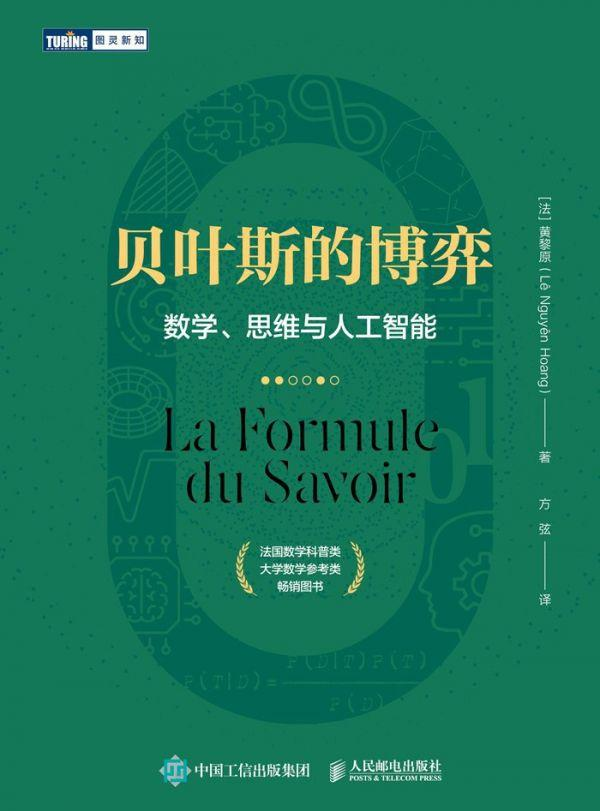 TURING
图灵新知
贝叶斯的博弈
数学、思维与人工智能
La Formule
du Savoir
[法] 黄黎原 (Lê Nguyên Hoang) 著
方弦 译
法国数学科普类
大学数学参考类
畅销图书
P(D|T)P(T)
P(T|D)=
中国工信出版集团
人民邮电出版社
POSTS & TELECOM PRESS